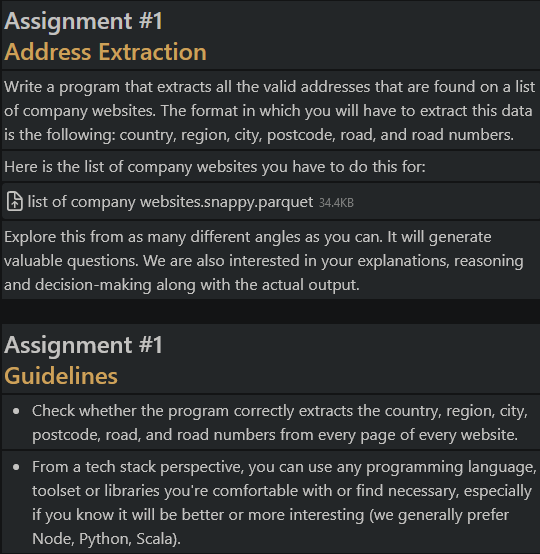 Assignment #1
Address Extraction
Write a program that extracts all the valid addresses that are found on a list
of company websites. The format in which you will have to extract this data
is the following: country, region, city, postcode, road, and road numbers.
Here is the list of company websites you have to do this for:
list of company websites.snappy.parquet 34.4KB
Explore this from as many different angles as you can. It will generate
valuable questions. We are also interested in your explanations, reasoning
and decision-making along with the actual output.
Assignment #1
Guidelines
• Check whether the program correctly extracts the country, region, city,
postcode, road, and road numbers from every page of every website.
• From a tech stack perspective, you can use any programming language,
toolset or libraries you're comfortable with or find necessary, especially
if you know it will be better or more interesting (we generally prefer
Node, Python, Scala).